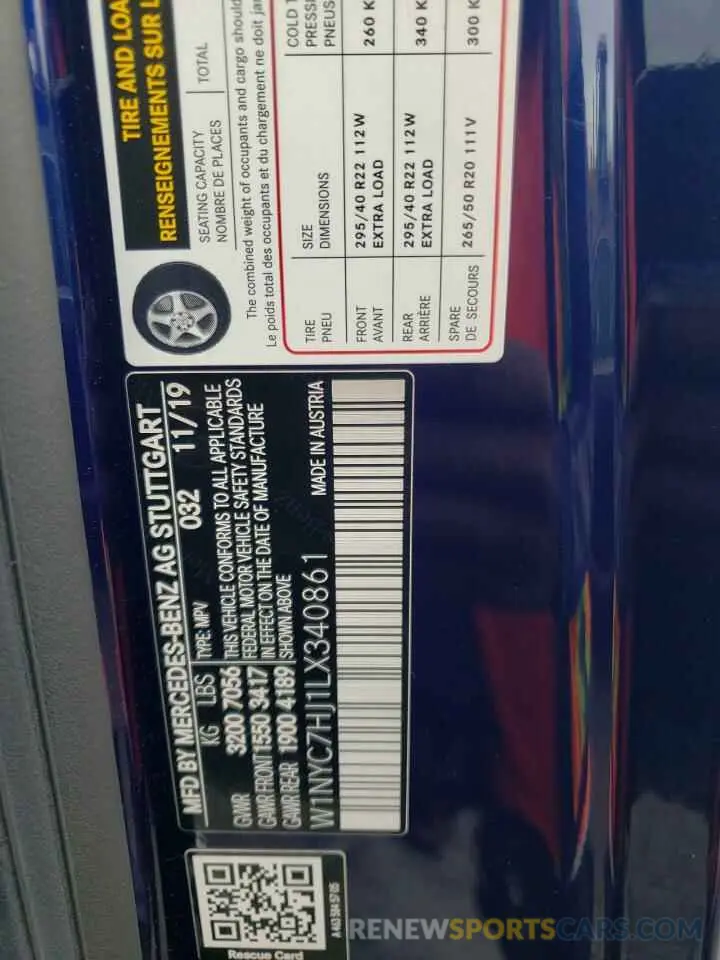 TIRE AND LOA
RENSEIGNEMENTS SUR L
SEATING CAPACITY
NOMBRE DE PLACES
TOTAL
The combined weight of occupants and cargo should
Le poids total des occupants et du chargement ne doit jam
TIRE
PNEU
SIZE
DIMENSIONS
COLD T
PRESSI
PNEUS
FRONT
AVANT
295/40 R22 112W
EXTRA LOAD
260 K
REAR
ARRIÈRE
295/40 R22 112W
EXTRA LOAD
340 K
SPARE
DE SECOURS
265/50 R20 111V
300 K
MFD BY MERCEDES-BENZ AG STUTTGART
KG LBS TYPE: MPV 032 11/19
GVWR 3200 7056
GAWR FRONT 1550 3417
GAWR REAR 1900 4189
THIS VEHICLE CONFORMS TO ALL APPLICABLE
FEDERAL MOTOR VEHICLE SAFETY STANDARDS
IN EFFECT ON THE DATE OF MANUFACTURE
SHOWN ABOVE
W1NYC7HJ1LX340861 MADE IN AUSTRIA
A 463 584 57 05
Rescue Card
RENEWSPORTSCARS.COM